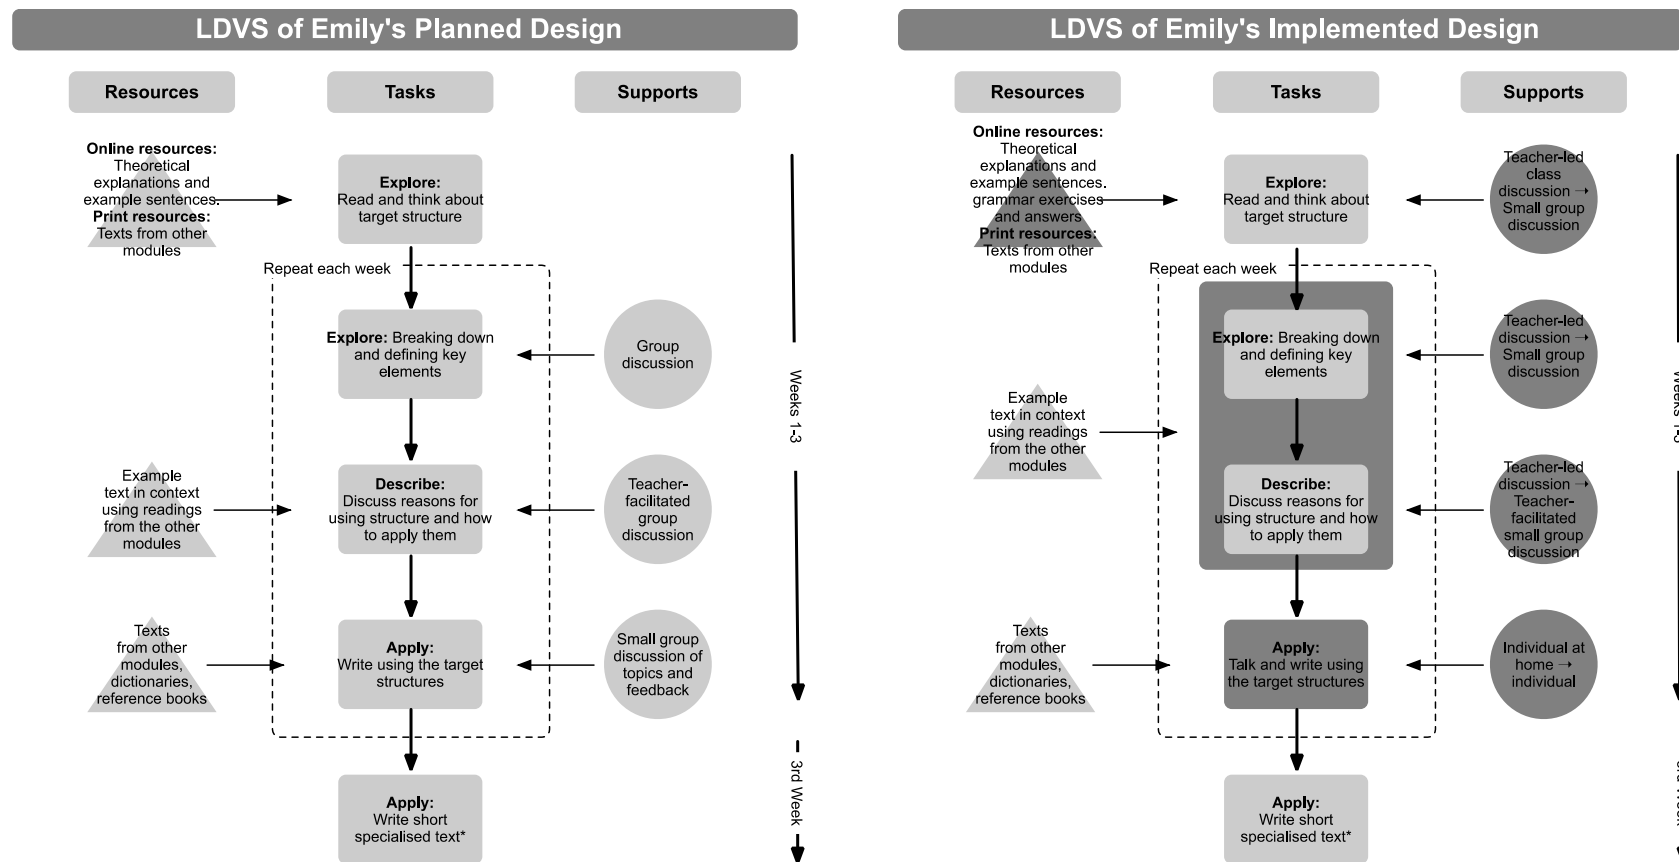 LDVS of Emily's Planned Design
Resources
Tasks
Supports
Online resources:
Theoretical
explanations and
example sentences.
Print resources:
Texts from other
modules
Explore:
Read and think about
target structure
Repeat each week
Explore: Breaking down
and defining key
elements
Group
discussion
Example
text in context
using readings
from the other
modules
Describe:
Discuss reasons for
using structure and how
to apply them
Teacher-
facilitated
group
discussion
Texts
from other
modules,
dictionaries,
reference books
Apply:
Write using the target
structures
Small group
discussion of
topics and
feedback
Apply:
Write short
specialised text*
Weeks 1-3
3rd Week
LDVS of Emily's Implemented Design
Resources
Tasks
Supports
Online resources:
Theoretical
explanations and
example sentences.
grammar exercises
and answers
Print resources:
Texts from other
modules
Explore:
Read and think about
target structure
Teacher-led
class
discussion →
Small group
discussion
Repeat each week
Explore: Breaking down
and defining key
elements
Teacher-led
discussion →
Small group
discussion
Example
text in context
using readings
from the other
modules
Describe:
Discuss reasons for
using structure and how
to apply them
Teacher-led
discussion →
Teacher-
facilitated
small group
discussion
Texts
from other
modules,
dictionaries,
reference books
Apply:
Talk and write using
the target structures
Individual at
home →
individual
Apply:
Write short
specialised text*